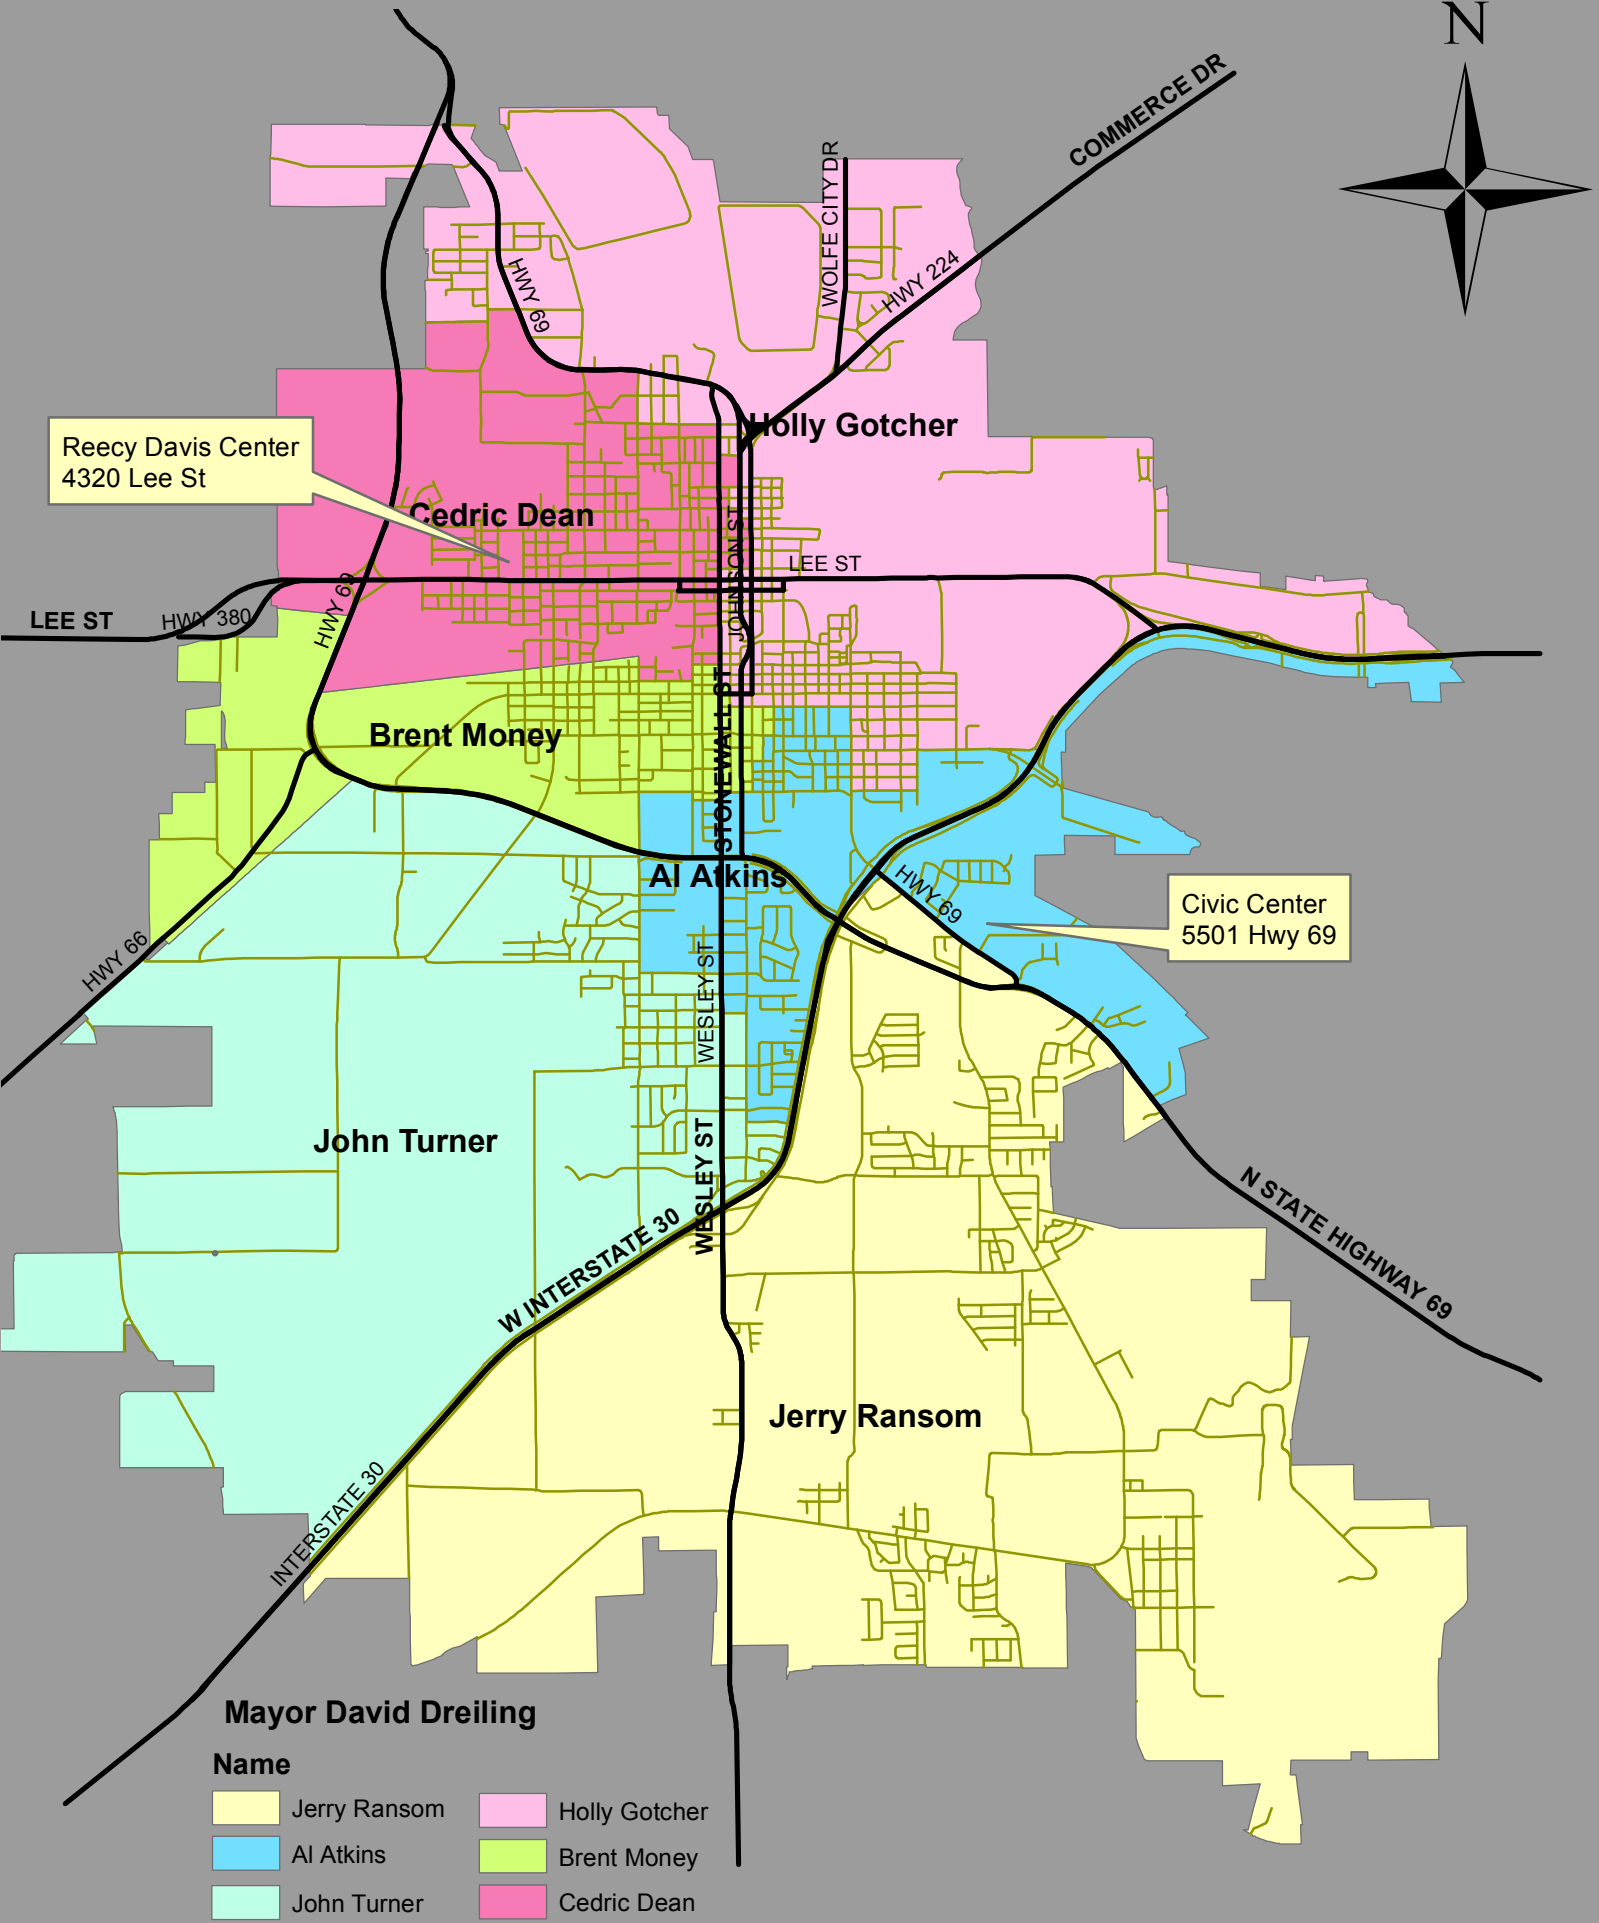 N
COMMERCE DR
WOLFE CITY DR
HWY 224
HWY 69
Holly Gotcher
Reecy Davis Center
4320 Lee St
Cedric Dean
JOHNSON ST
LEE ST
LEE ST
HWY 380
HWY 69
Brent Money
STONEWALL ST
Al Atkins
HWY 69
Civic Center
5501 Hwy 69
HWY 66
WESLEY ST
John Turner
WESLEY ST
N STATE HIGHWAY 69
W INTERSTATE 30
Jerry Ransom
INTERSTATE 30
Mayor David Dreiling
Name
Jerry Ransom
Holly Gotcher
Al Atkins
Brent Money
John Turner
Cedric Dean